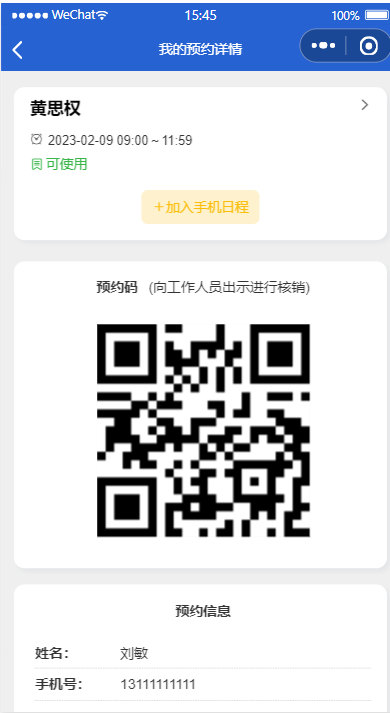 WeChat 15:45 100%
我的预约详情
黄思权
2023-02-09 09:00 ~ 11:59
可使用
+加入手机日程
预约码 (向工作人员出示进行核销)
预约信息
姓名: 刘敏
手机号: 13111111111